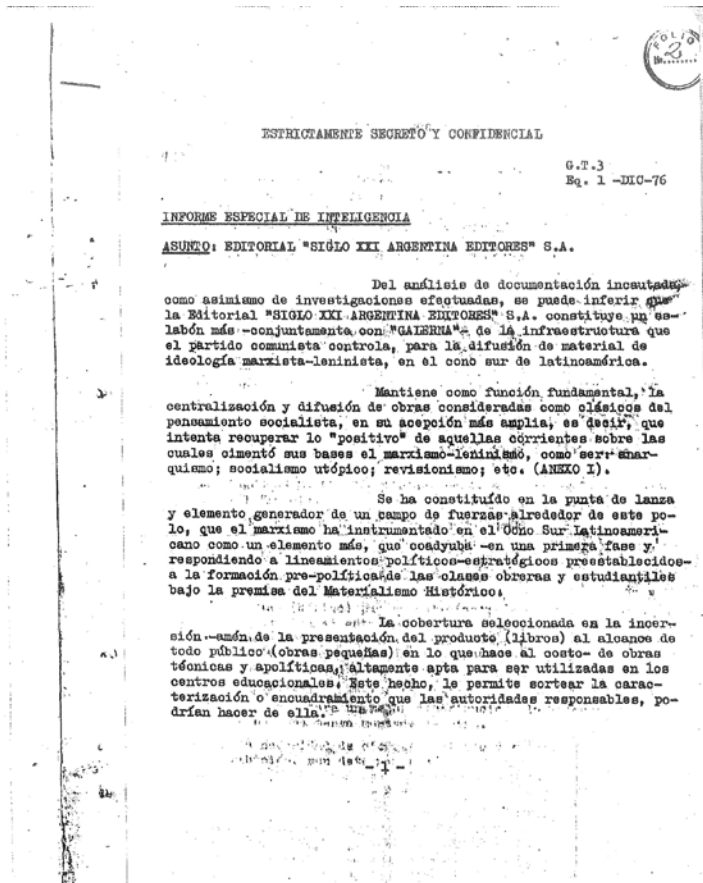 FOLIO
Nº 2
ESTRICTAMENTE SECRETO Y CONFIDENCIAL
G.T.3
Eq. 1 -DIC-76
INFORME ESPECIAL DE INTELIGENCIA
ASUNTO: EDITORIAL "SIGLO XXI ARGENTINA EDITORES" S.A.
Del análisis de documentación incautada,
como asimismo de investigaciones efectuadas, se puede inferir que
la Editorial "SIGLO XXI ARGENTINA EDITORES" S.A. constituye un es-
labón más -conjuntamente con "GALERNA"- de la infraestructura que
el partido comunista controla, para la difusión de material de
ideología marxista-leninista, en el cono sur de latinoamérica.
Mantiene como función fundamental, la
centralización y difusión de obras consideradas como clásicos del
pensamiento socialista, en su acepción más amplia, es decir, que
intenta recuperar lo "positivo" de aquellas corrientes sobre las
cuales cimentó sus bases el marxismo-leninismo, como ser: anar-
quismo; socialismo utópico; revisionismo; etc. (ANEXO I).
Se ha constituído en la punta de lanza
y elemento generador de un campo de fuerzas alrededor de este po-
lo, que el marxismo ha instrumentado en el Cono Sur Latinoameri-
cano como un elemento más, que coadyuba -en una primera fase y
respondiendo a lineamientos políticos-estratégicos preestablecidos-
a la formación pre-política de las clases obreras y estudiantiles
bajo la premisa del Materialismo Histórico.
La cobertura seleccionada es la incer-
sión -amén de la presentación del producto (libros) al alcance de
todo público (obras pequeñas) en lo que hace al costo- de obras
técnicas y apolíticas, altamente apta para ser utilizadas en los
centros educacionales. Este hecho, le permite sortear la carac-
terización o encuadramiento que las autoridades responsables, po-
drían hacer de ella.
- 1 -